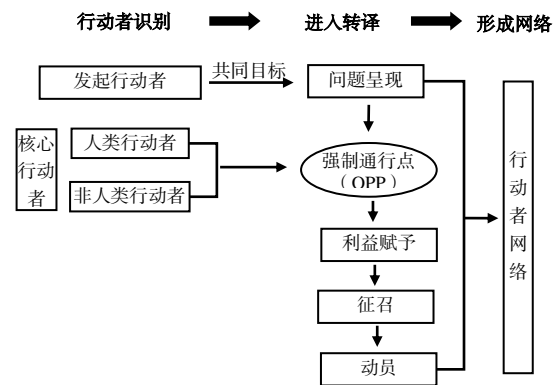 行动者识别
进入转译
形成网络
发起行动者
共同目标
问题呈现
核心
行动
者
人类行动者
非人类行动者
强制通行点
（OPP）
利益赋予
征召
动员
行
动
者
网
络